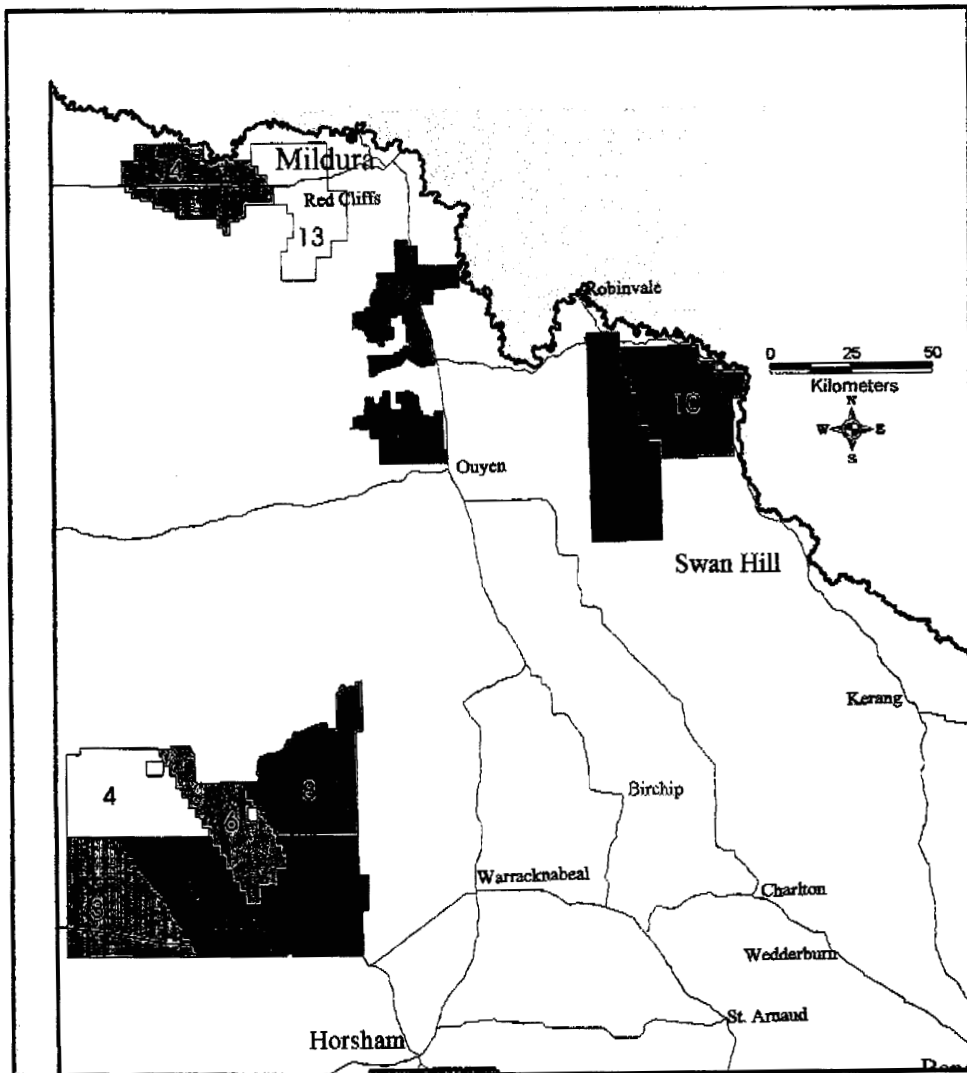 Mildura
Red Cliffs
13
Robinvale
0 25 50
Kilometers
N
W E
S
10
Ouyen
Swan Hill
Kerang
4
6
Birchip
Warracknabeal
Charlton
Wedderburn
St. Arnaud
Horsham